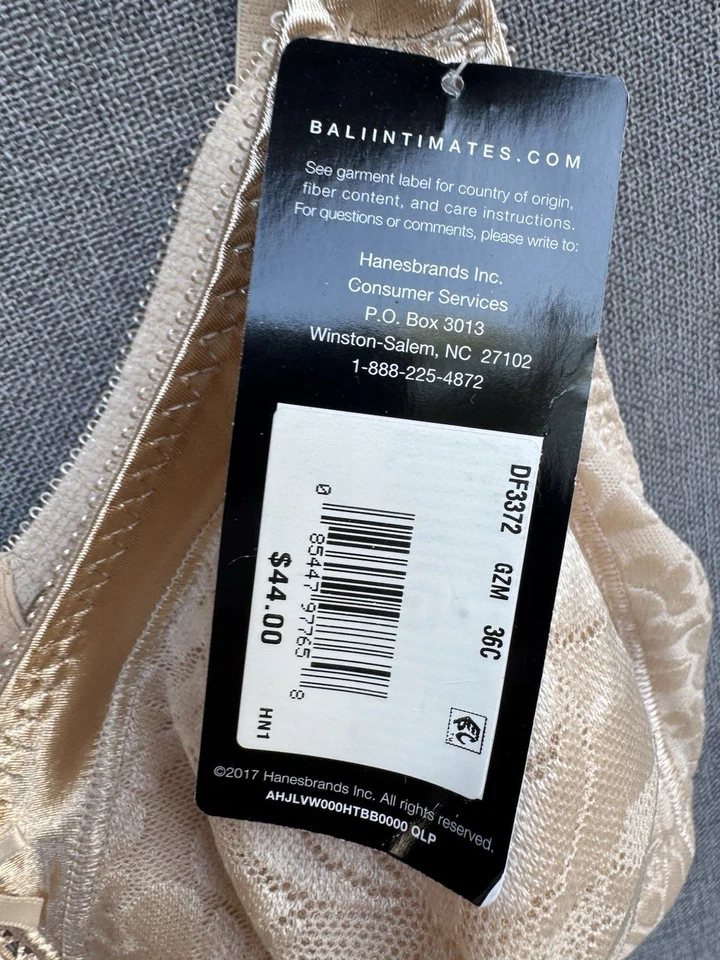 BALIINTIMATES.COM
See garment label for country of origin,
fiber content, and care instructions.
For questions or comments, please write to:
Hanesbrands Inc.
Consumer Services
P.O. Box 3013
Winston-Salem, NC 27102
1-888-225-4872
DF3372 GZM 36C
0 85447 97765 8
$44.00
HN1
©2017 Hanesbrands Inc. All rights reserved.
AHJLVW000HTBB0000 QLP